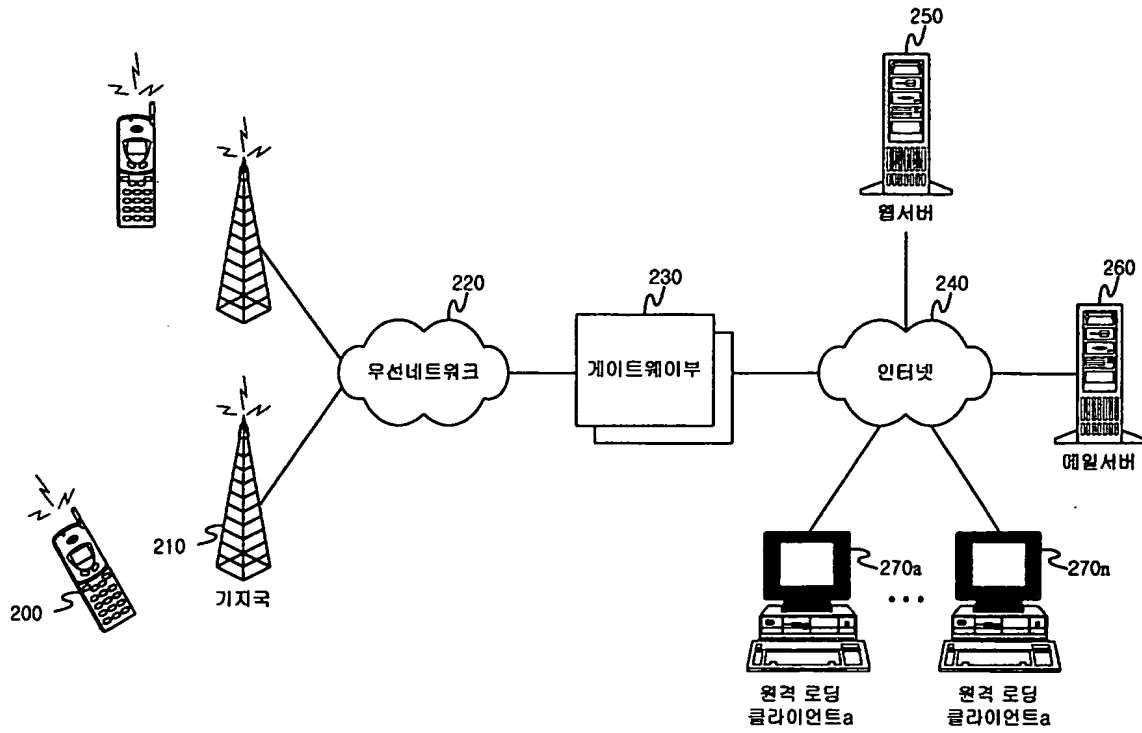 250
웹서버
220
230
240
260
무선네트워크
게이트웨이부
인터넷
메일서버
210
기지국
200
270a
...
270n
원격 로딩
클라이언트a
원격 로딩
클라이언트a